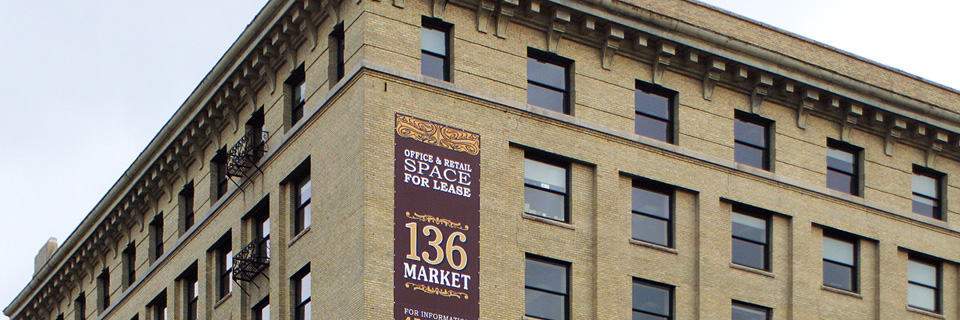 OFFICE & RETAIL
SPACE
FOR LEASE
136
MARKET
FOR INFORMATION